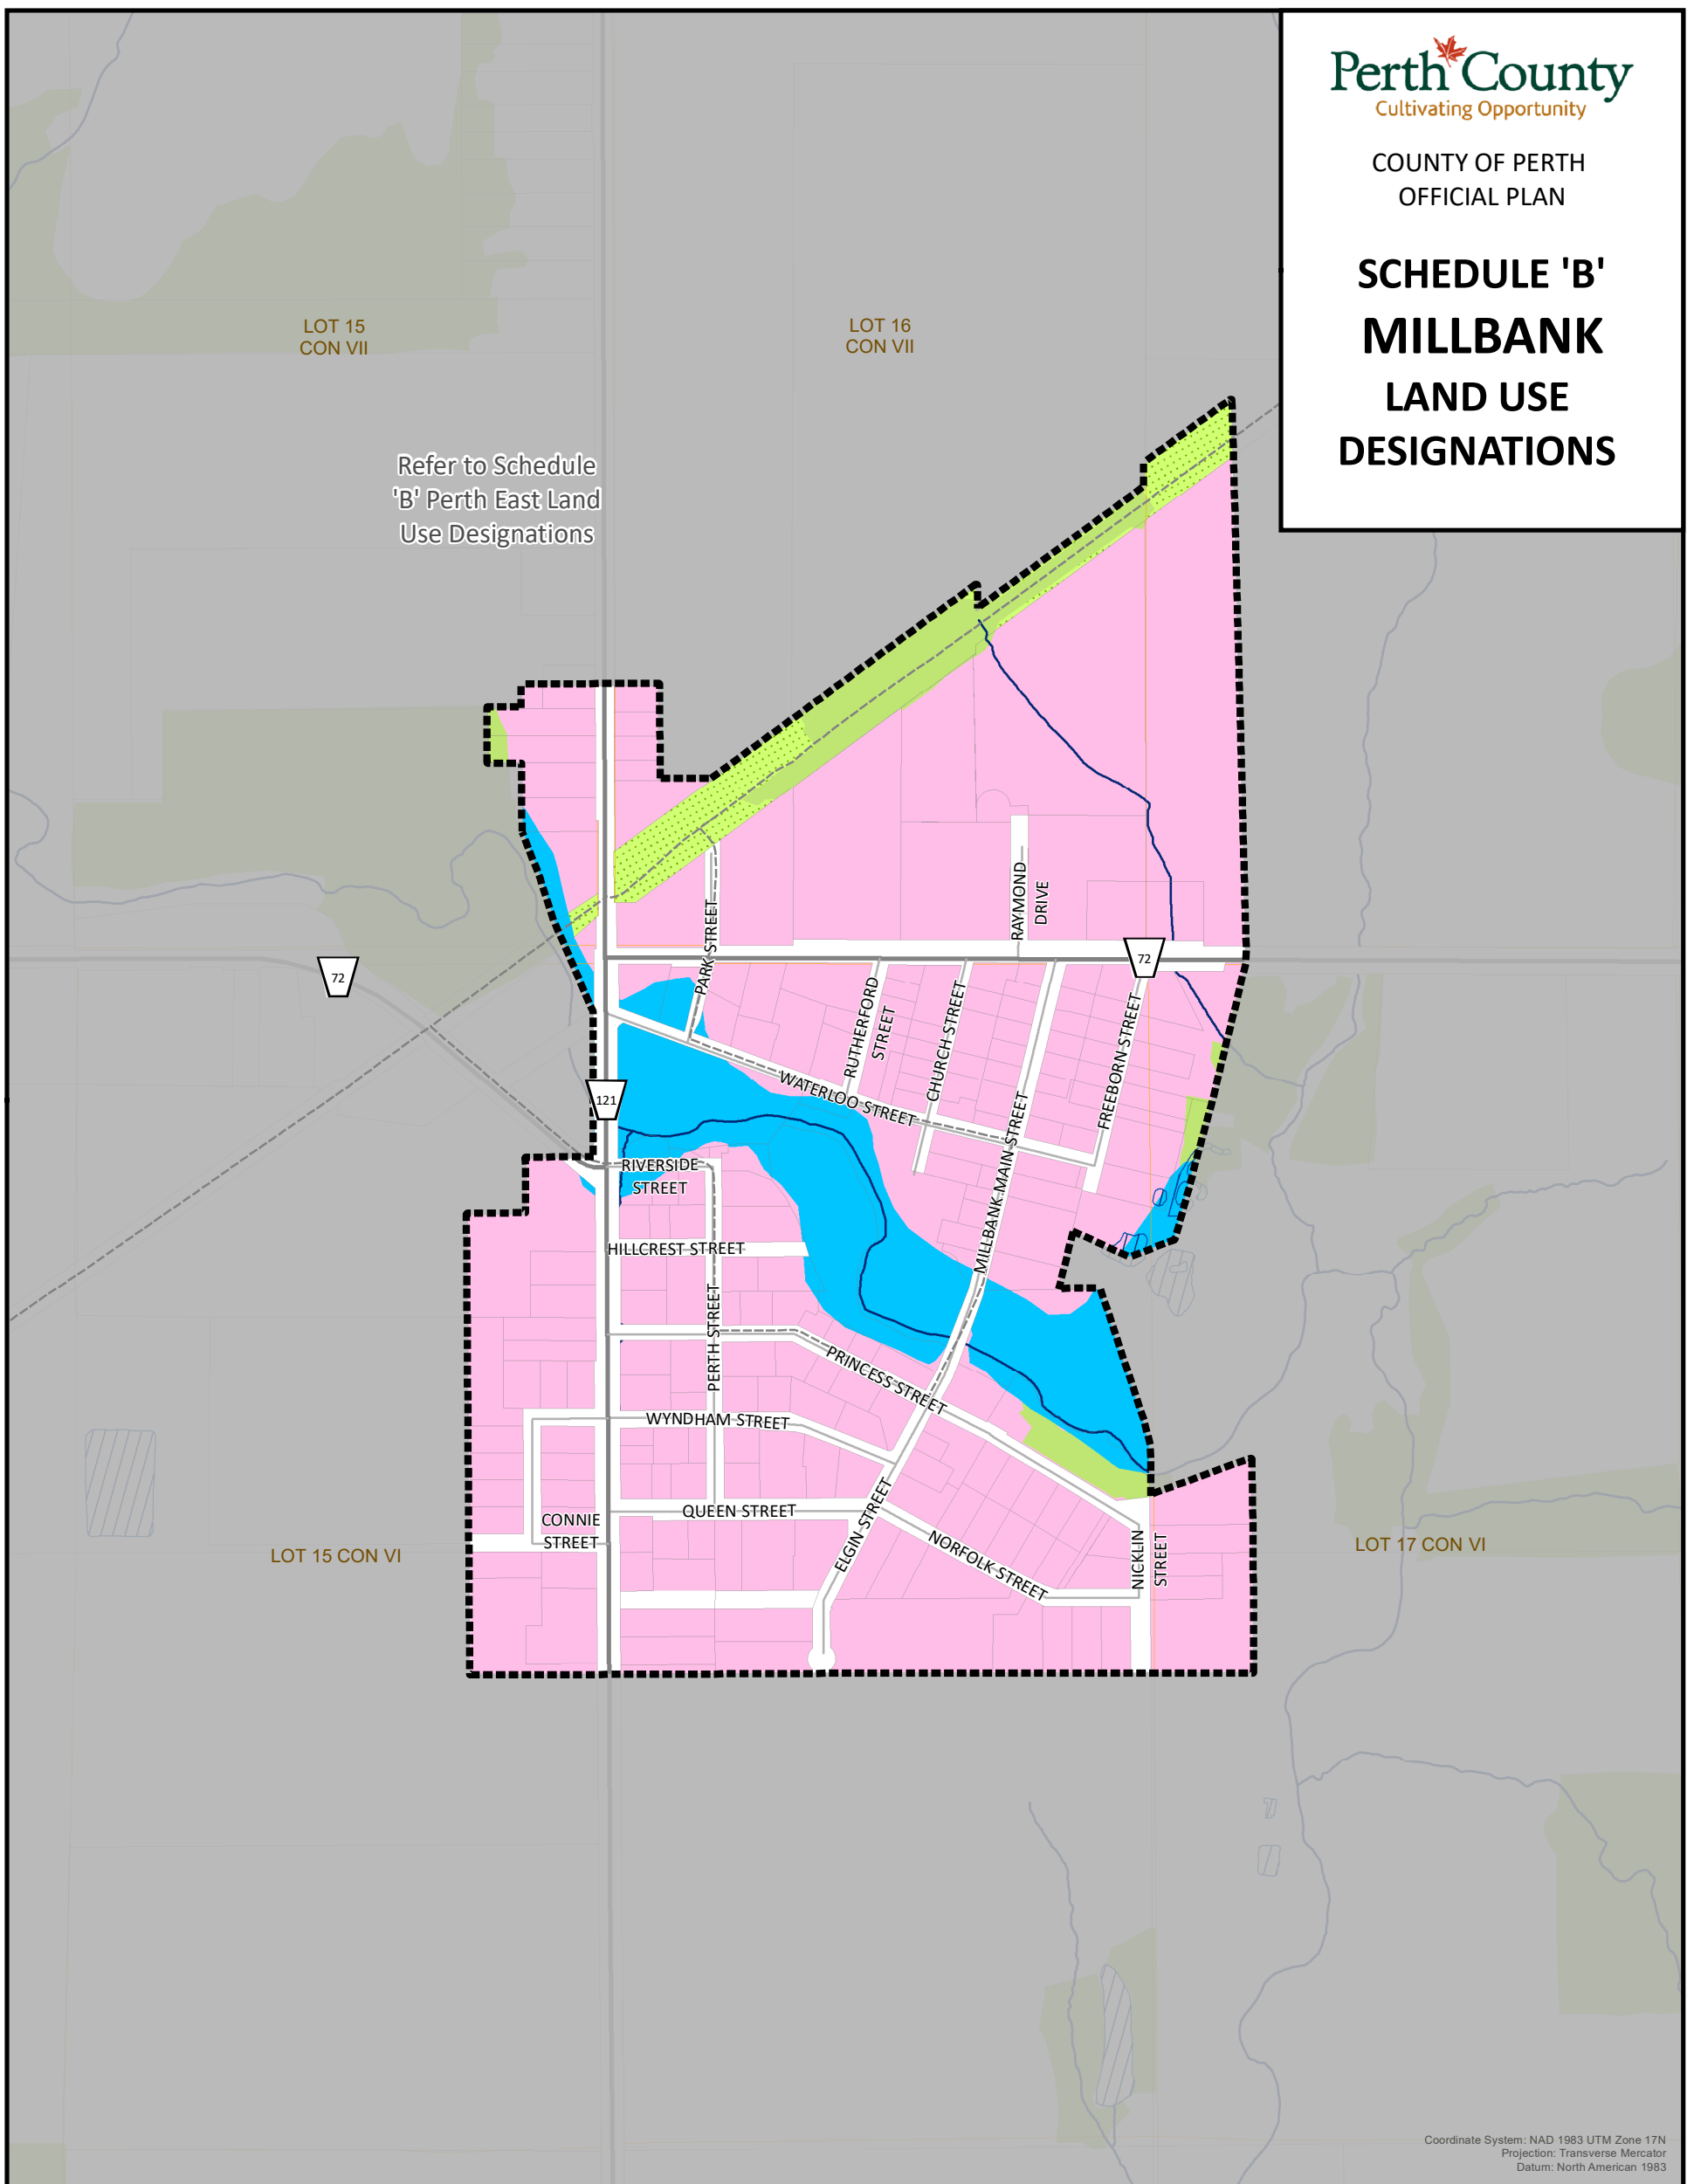 Perth County
Cultivating Opportunity
COUNTY OF PERTH
OFFICIAL PLAN
SCHEDULE 'B'
MILLBANK
LAND USE
DESIGNATIONS
LOT 15
CON VII
LOT 16
CON VII
Refer to Schedule
'B' Perth East Land
Use Designations
RAYMOND
DRIVE
PARK STREET
72
72
RUTHERFORD
STREET
CHURCH STREET
FREEBORN STREET
WATERLOO STREET
121
MILLBANK MAIN STREET
RIVERSIDE
STREET
HILLCREST STREET
PERTH STREET
PRINCESS STREET
WYNDHAM STREET
QUEEN STREET
CONNIE
STREET
ELGIN STREET
NORFOLK STREET
NICKLIN
STREET
LOT 15 CON VI
LOT 17 CON VI
Coordinate System: NAD 1983 UTM Zone 17N
Projection: Transverse Mercator
Datum: North American 1983